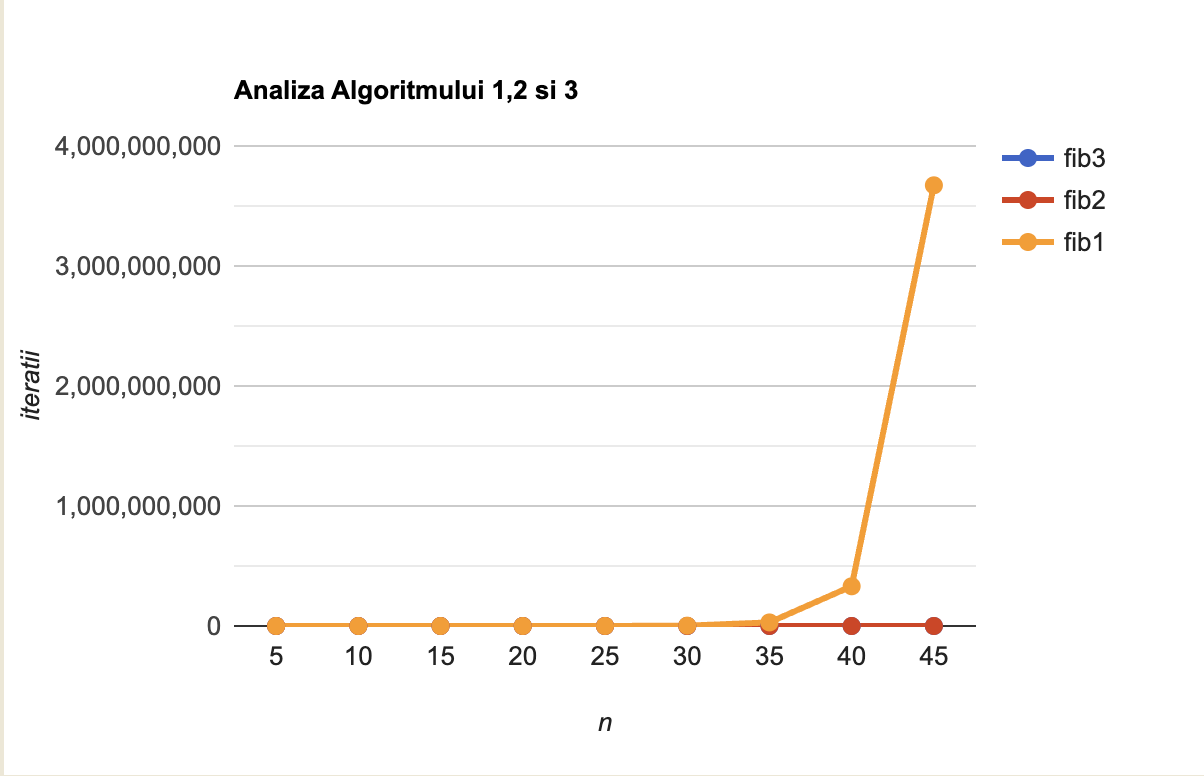 Analiza Algoritmului 1,2 si 3
4,000,000,000
3,000,000,000
2,000,000,000
1,000,000,000
0
iteratii
5 10 15 20 25 30 35 40 45
n
fib3
fib2
fib1